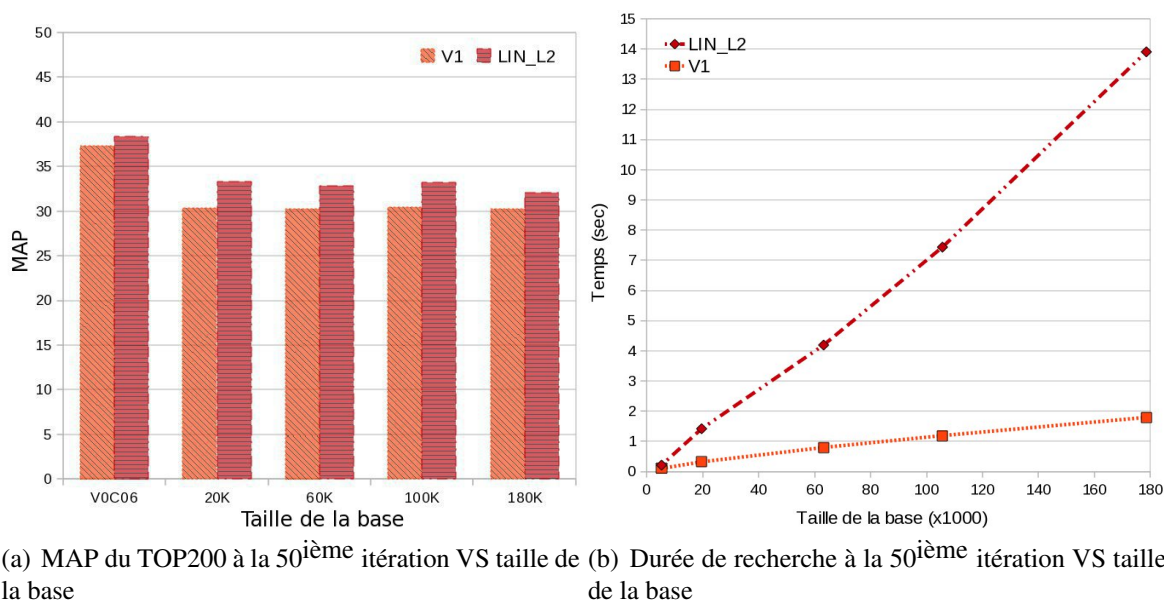 50
45
40
35
30
25
20
15
10
5
0
MAP
V1 LIN_L2
VOC06 20K 60K 100K 180K
Taille de la base
15
14
13
12
11
10
9
8
7
6
5
4
3
2
1
0
Temps (sec)
LIN_L2
V1
0 20 40 60 80 100 120 140 160 180
Taille de la base (x1000)
(a) MAP du TOP200 à la 50ième itération VS taille de
la base
(b) Durée de recherche à la 50ième itération VS taille
de la base